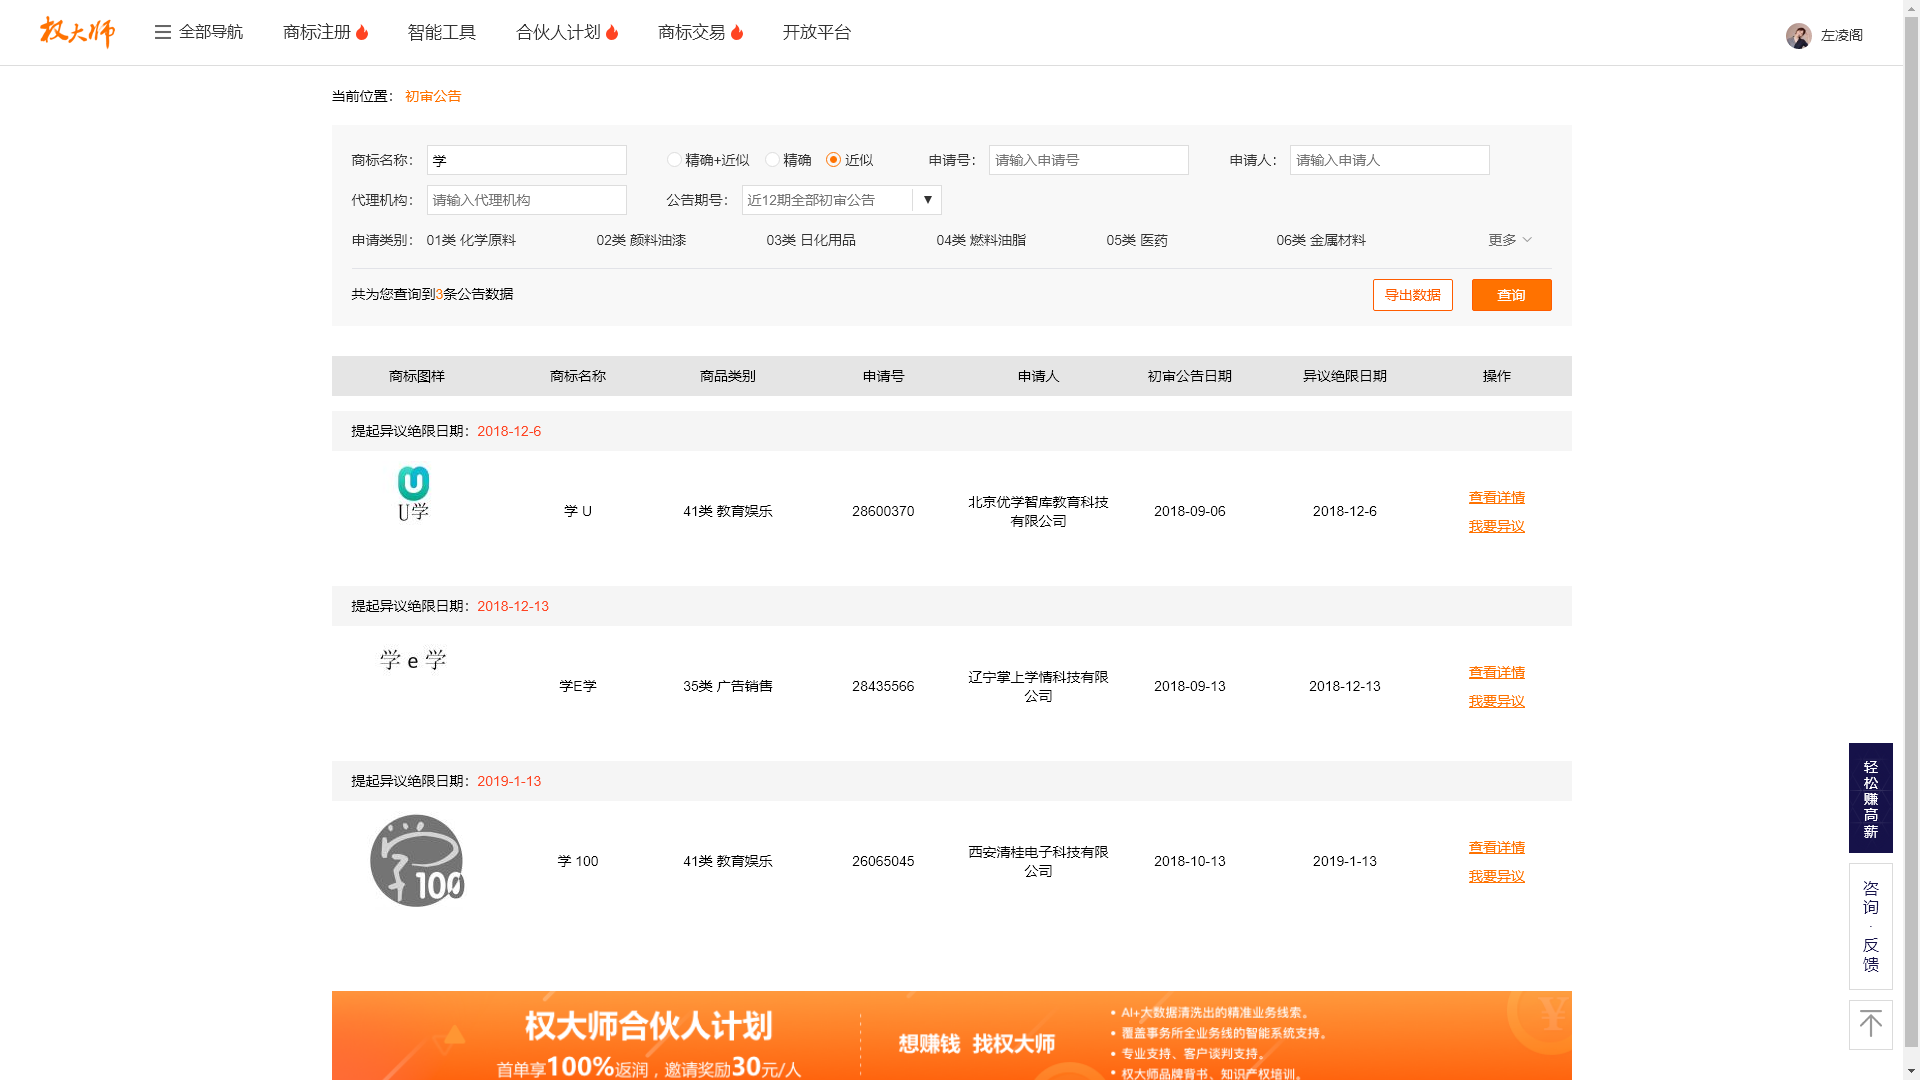 权大师 全部导航 商标注册 智能工具 合伙人计划 商标交易 开放平台 左凌阁
当前位置： 初审公告
商标名称： 学 精确+近似 精确 近似 申请号： 请输入申请号 申请人： 请输入申请人
代理机构： 请输入代理机构 公告期号： 近12期全部初审公告 ▼
申请类别： 01类 化学原料 02类 颜料油漆 03类 日化用品 04类 燃料油脂 05类 医药 06类 金属材料 更多
共为您查询到3条公告数据 导出数据 查询
商标图样 商标名称 商品类别 申请号 申请人 初审公告日期 异议绝限日期 操作
提起异议绝限日期：2018-12-6
U
U学
学 U 41类 教育娱乐 28600370 北京优学智库教育科技
有限公司 2018-09-06 2018-12-6 查看详情
我要异议
提起异议绝限日期：2018-12-13
学 e 学
学E学 35类 广告销售 28435566 辽宁掌上学情科技有限
公司 2018-09-13 2018-12-13 查看详情
我要异议
提起异议绝限日期：2019-1-13
学100
学 100 41类 教育娱乐 26065045 西安清桂电子科技有限
公司 2018-10-13 2019-1-13 查看详情
我要异议
轻松赚高薪
咨询·反馈
权大师合伙人计划
首单享100%返润，邀请奖励30元/人
想赚钱 找权大师
• AI+大数据清洗出的精准业务线索。
• 覆盖事务所全业务线的智能系统支持。
• 专业支持、客户谈判支持。
• 权大师品牌背书、知识产权培训。
¥